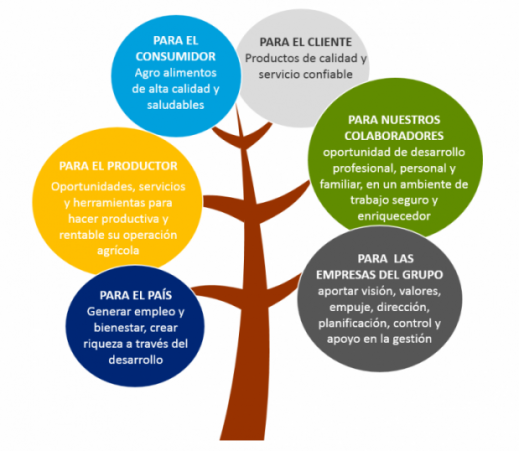 PARA EL
CONSUMIDOR
Agro alimentos
de alta calidad y
saludables
PARA EL CLIENTE
Productos de calidad y
servicio confiable
PARA NUESTROS
COLABORADORES
oportunidad de desarrollo
profesional, personal y
familiar, en un ambiente de
trabajo seguro y
enriquecedor
PARA EL PRODUCTOR
Oportunidades, servicios
y herramientas para
hacer productiva y
rentable su operación
agrícola
PARA LAS
EMPRESAS DEL GRUPO
aportar visión, valores,
empuje, dirección,
planificación, control y
apoyo en la gestión
PARA EL PAÍS
Generar empleo y
bienestar, crear
riqueza a través del
desarrollo